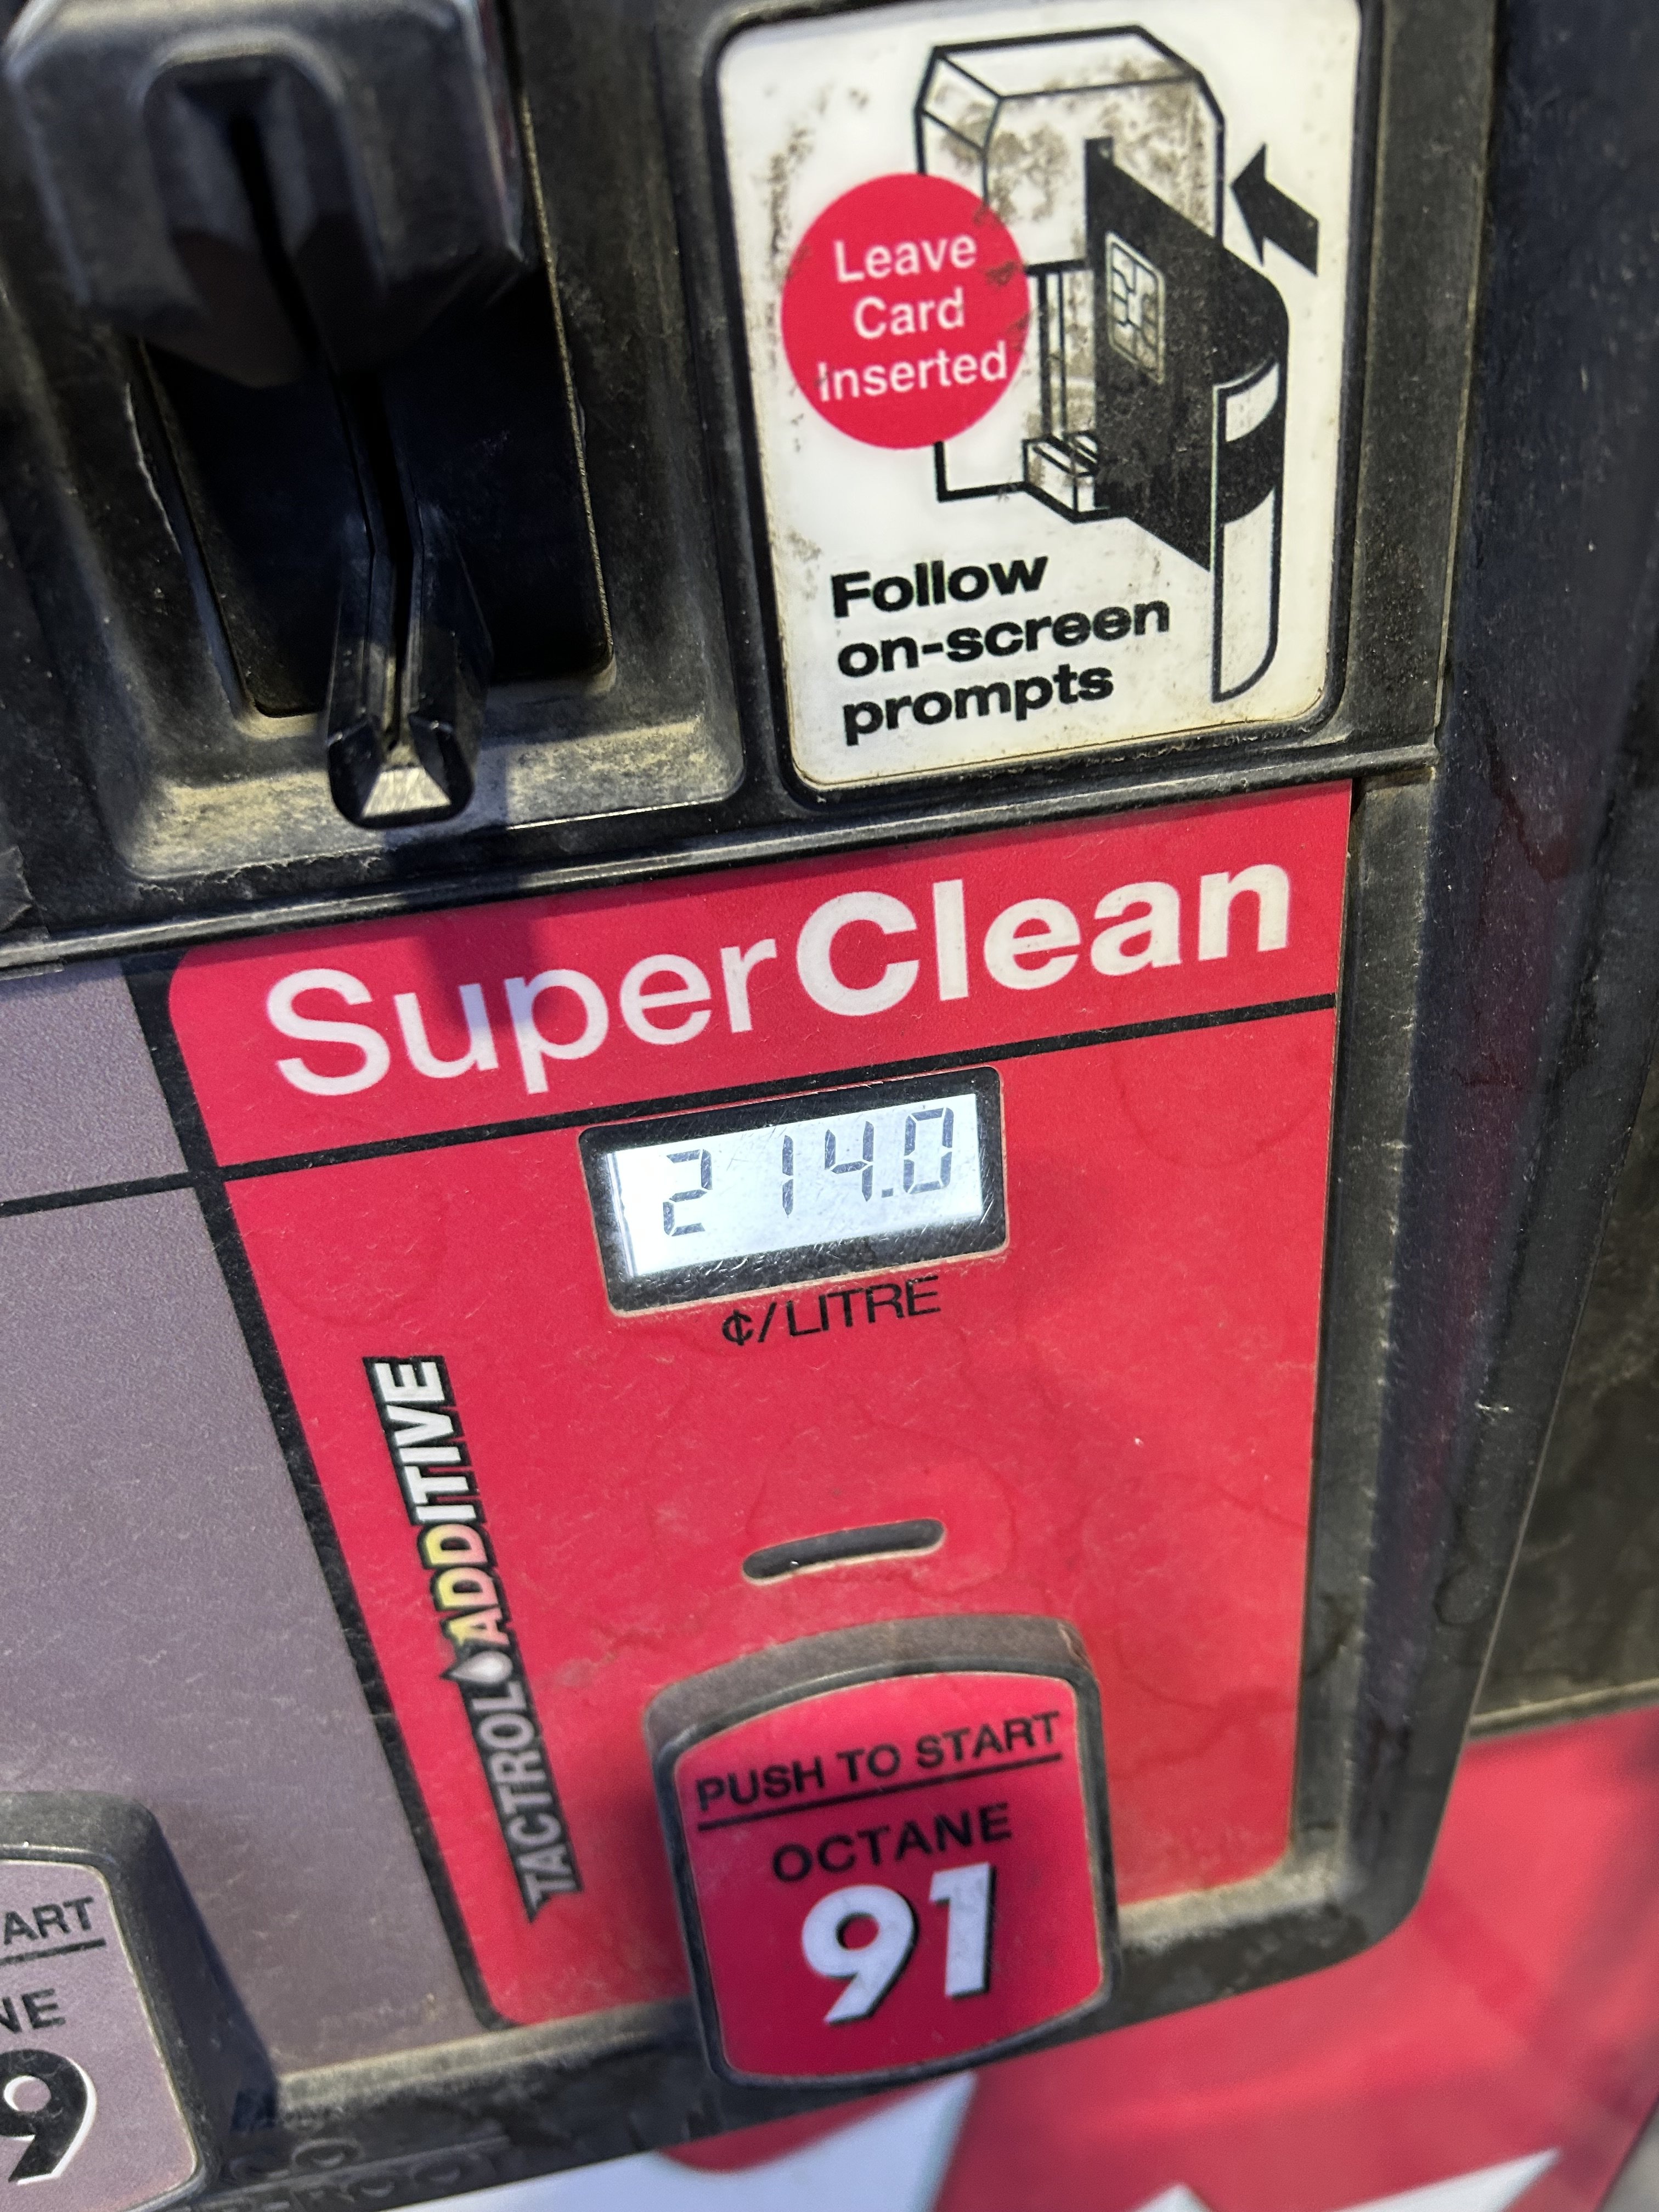 Leave
Card
Inserted
Follow
on-screen
prompts
SuperClean
214.0
¢/LITRE
TACTROL ADDITIVE
PUSH TO START
OCTANE
91
ART
NE
9